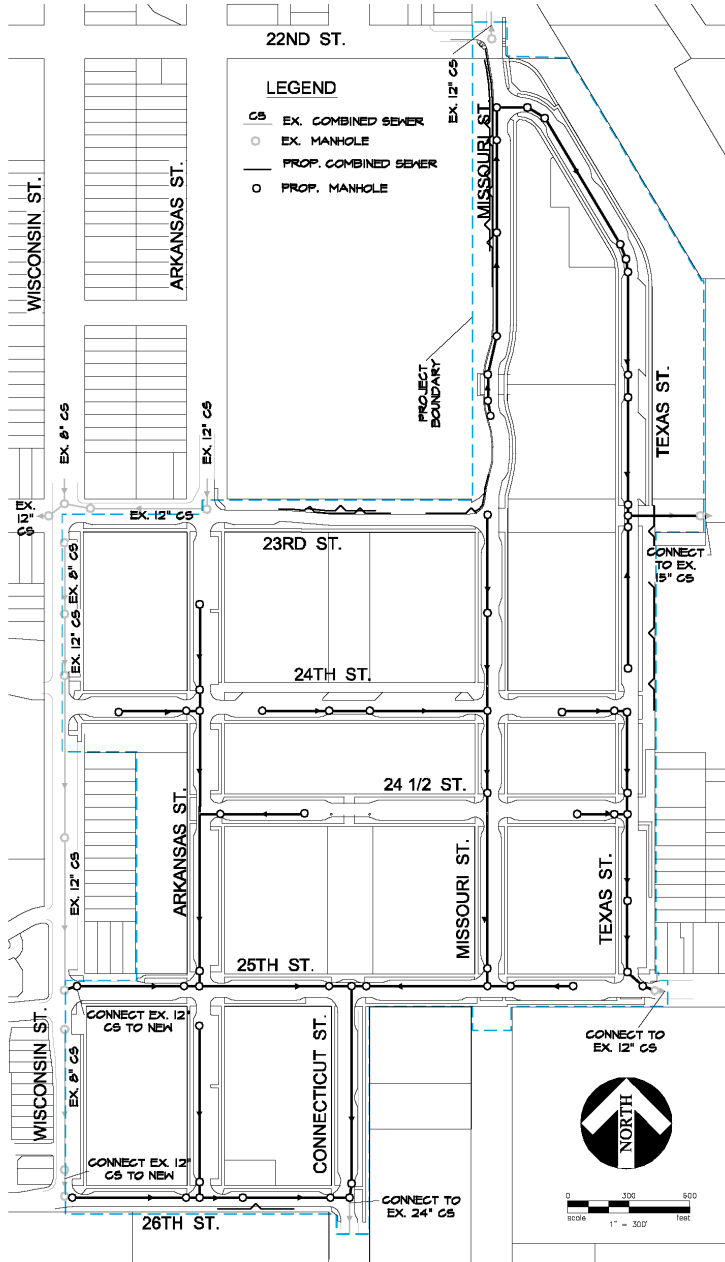 22ND ST.
LEGEND
CS EX. COMBINED SEWER
EX. MANHOLE
PROP. COMBINED SEWER
PROP. MANHOLE
EX. 12" CS
MISSOURI ST.
WISCONSIN ST.
ARKANSAS ST.
PROJECT
BOUNDARY
TEXAS ST.
EX. 8" CS
EX. 12" CS
EX.
12"
CS
EX. 12" CS
23RD ST.
CONNECT
TO EX.
15" CS
EX. 8" CS
EX. 12" CS
24TH ST.
24 1/2 ST.
ARKANSAS ST.
MISSOURI ST.
TEXAS ST.
EX. 12" CS
25TH ST.
CONNECT EX. 12"
CS TO NEW
WISCONSIN ST.
EX. 8" CS
CONNECTICUT ST.
CONNECT TO
EX. 12" CS
CONNECT EX. 12"
CS TO NEW
CONNECT TO
EX. 24" CS
26TH ST.
NORTH
0 300 600
scale feet
1" = 300'